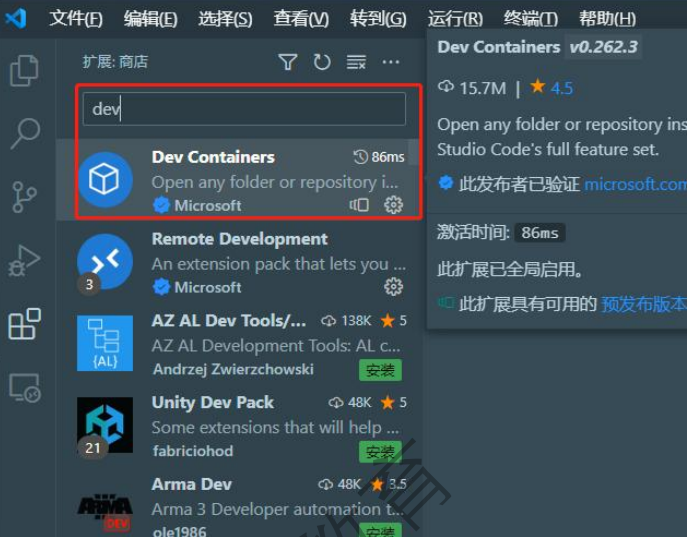 文件(F) 编辑(E) 选择(S) 查看(V) 转到(G) 运行(R) 终端(T) 帮助(H)
扩展: 商店
dev
Dev Containers 86ms
Open any folder or repository i...
Microsoft
Remote Development
An extension pack that lets you ...
3
Microsoft
AZ AL Dev Tools/... 138K 5
AZ AL Development Tools: AL c...
{AL}
Andrzej Zwierzchowski 安装
Unity Dev Pack 48K 5
Some extensions that will help ...
21
fabriciohod 安装
Arma Dev 48K 3.5
Arma 3 Developer automation t...
ARMA
DEV
ole1986 安装
Dev Containers v0.262.3
15.7M | 4.5
Open any folder or repository ins
Studio Code's full feature set.
此发布者已验证 microsoft.com
激活时间: 86ms
此扩展已全局启用。
此扩展具有可用的 预发布版本
育